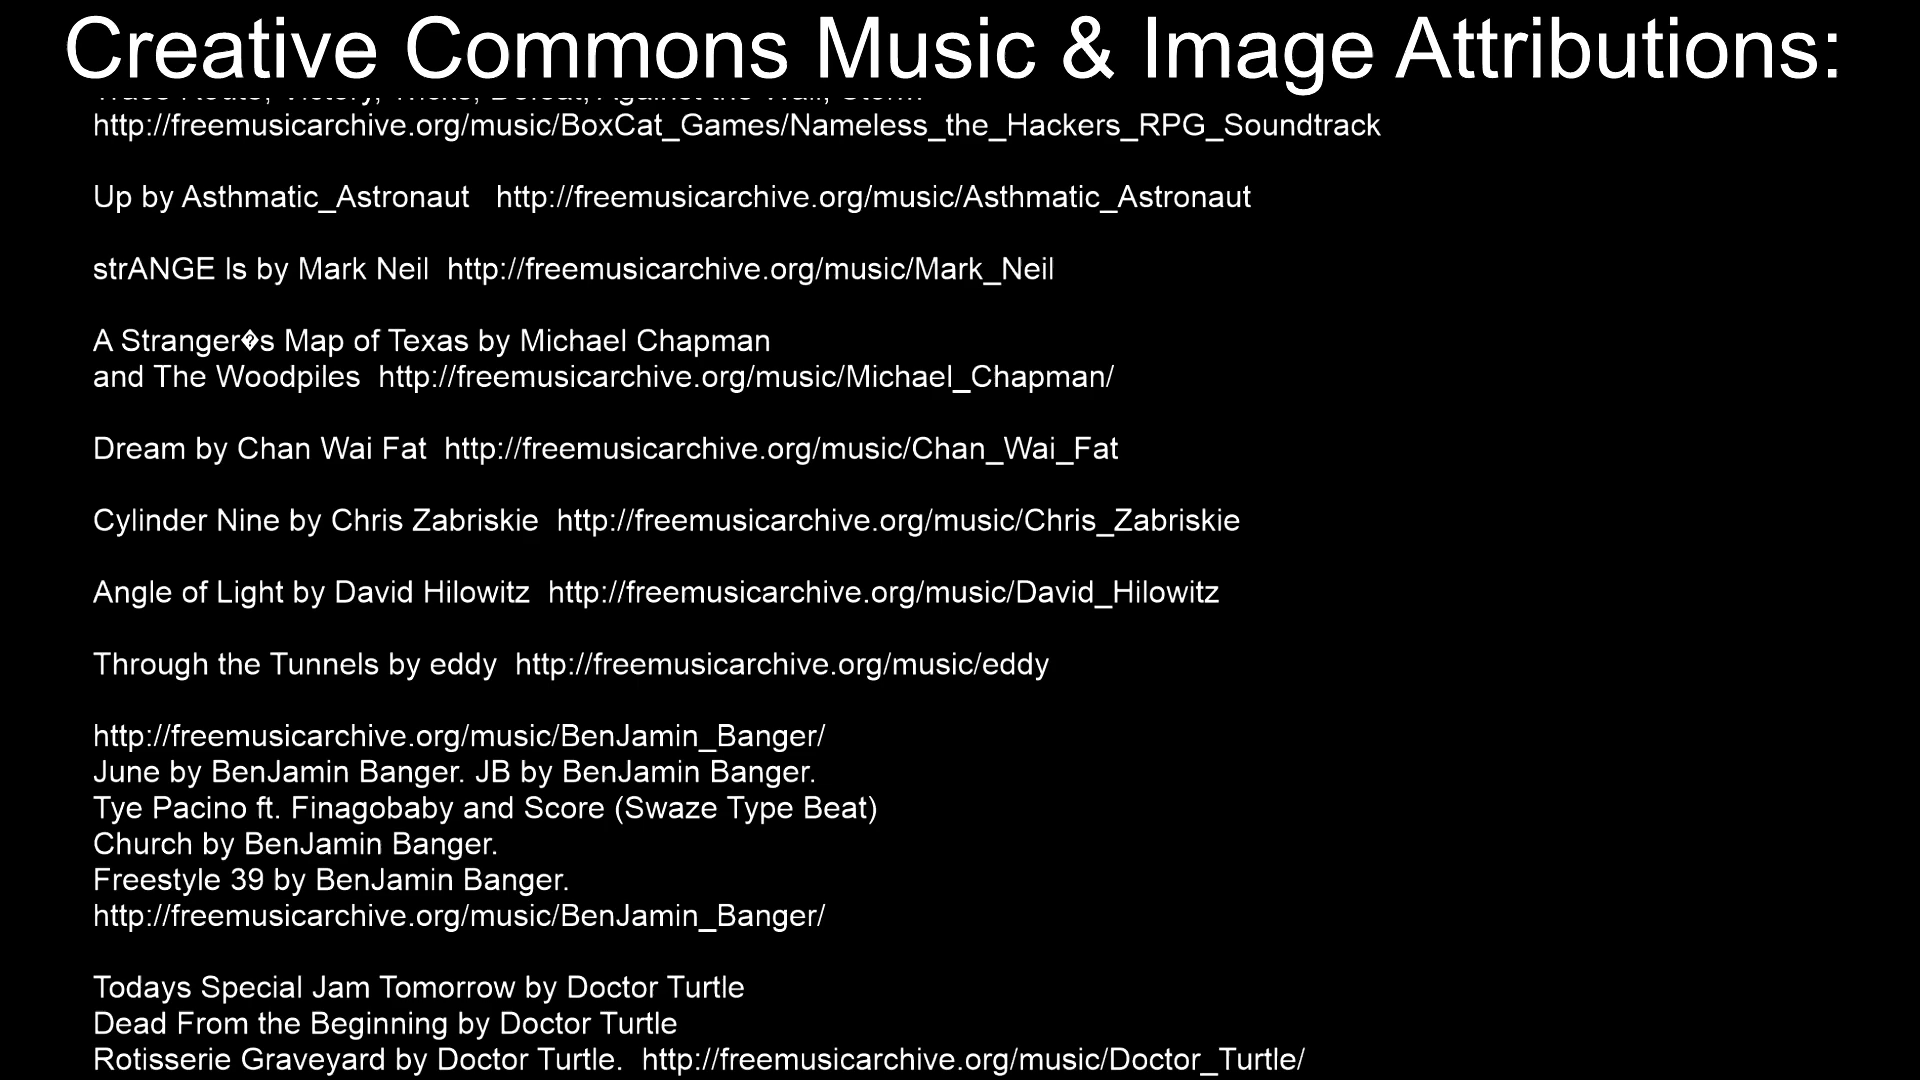 Creative Commons Music & Image Attributions:
http://freemusicarchive.org/music/BoxCat_Games/Nameless_the_Hackers_RPG_Soundtrack
Up by Asthmatic_Astronaut   http://freemusicarchive.org/music/Asthmatic_Astronaut
strANGE Is by Mark Neil  http://freemusicarchive.org/music/Mark_Neil
A Stranger�s Map of Texas by Michael Chapman
and The Woodpiles  http://freemusicarchive.org/music/Michael_Chapman/
Dream by Chan Wai Fat  http://freemusicarchive.org/music/Chan_Wai_Fat
Cylinder Nine by Chris Zabriskie  http://freemusicarchive.org/music/Chris_Zabriskie
Angle of Light by David Hilowitz  http://freemusicarchive.org/music/David_Hilowitz
Through the Tunnels by eddy  http://freemusicarchive.org/music/eddy
http://freemusicarchive.org/music/BenJamin_Banger/
June by BenJamin Banger. JB by BenJamin Banger.
Tye Pacino ft. Finagobaby and Score (Swaze Type Beat)
Church by BenJamin Banger.
Freestyle 39 by BenJamin Banger.
http://freemusicarchive.org/music/BenJamin_Banger/
Todays Special Jam Tomorrow by Doctor Turtle
Dead From the Beginning by Doctor Turtle
Rotisserie Graveyard by Doctor Turtle.  http://freemusicarchive.org/music/Doctor_Turtle/